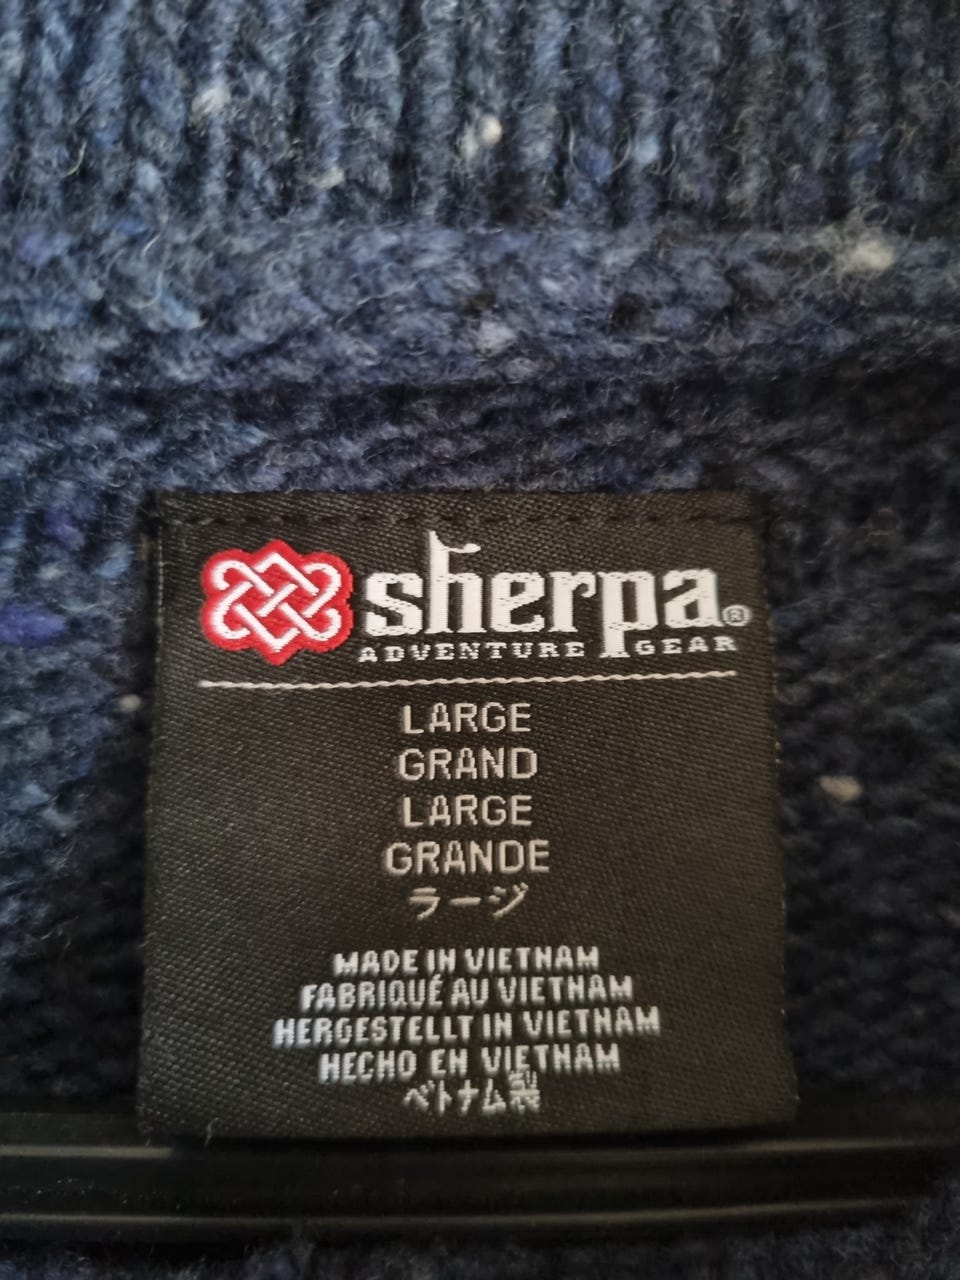 sherpa®
ADVENTURE GEAR
LARGE
GRAND
LARGE
GRANDE
ラージ
MADE IN VIETNAM
FABRIQUÉ AU VIETNAM
HERGESTELLT IN VIETNAM
HECHO EN VIETNAM
ベトナム製